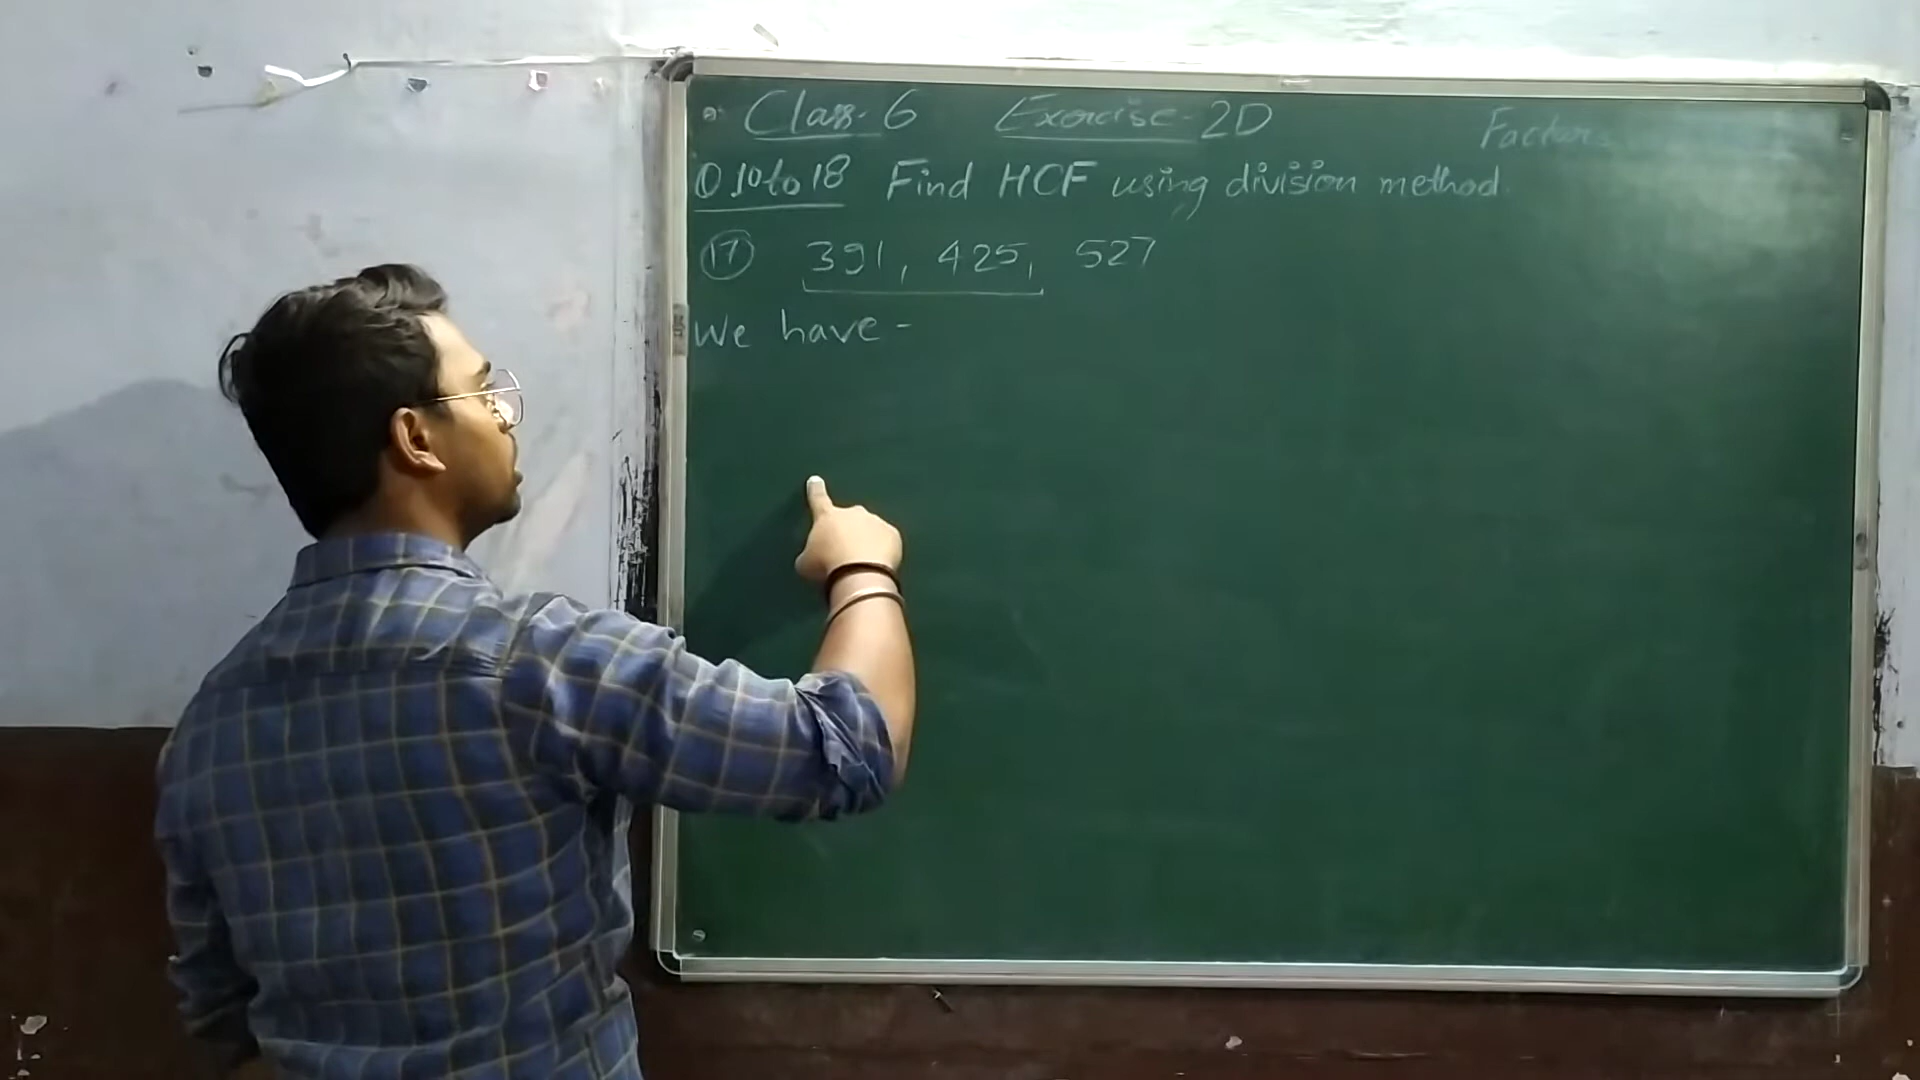 Class-6 Exercise-2D Factors
Q 10 to 18 Find HCF using division method.
17 391, 425, 527
We have -